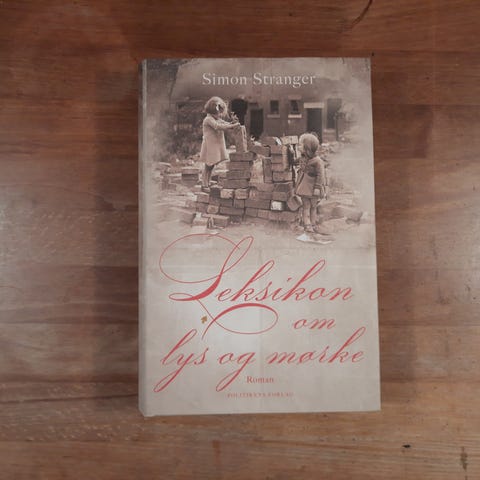 Simon Stranger
Leksikon
om
lys og mørke
Roman
POLITIKENS FORLAG